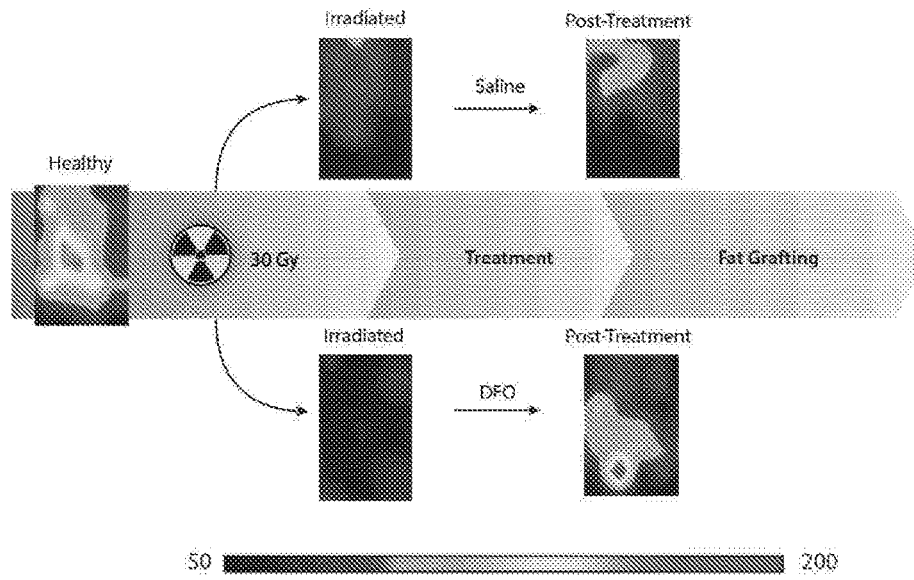 Irradiated
Post-Treatment
Saline
Healthy
30 Gy
Treatment
Fat Grafting
Irradiated
Post-Treatment
DFO
50
200